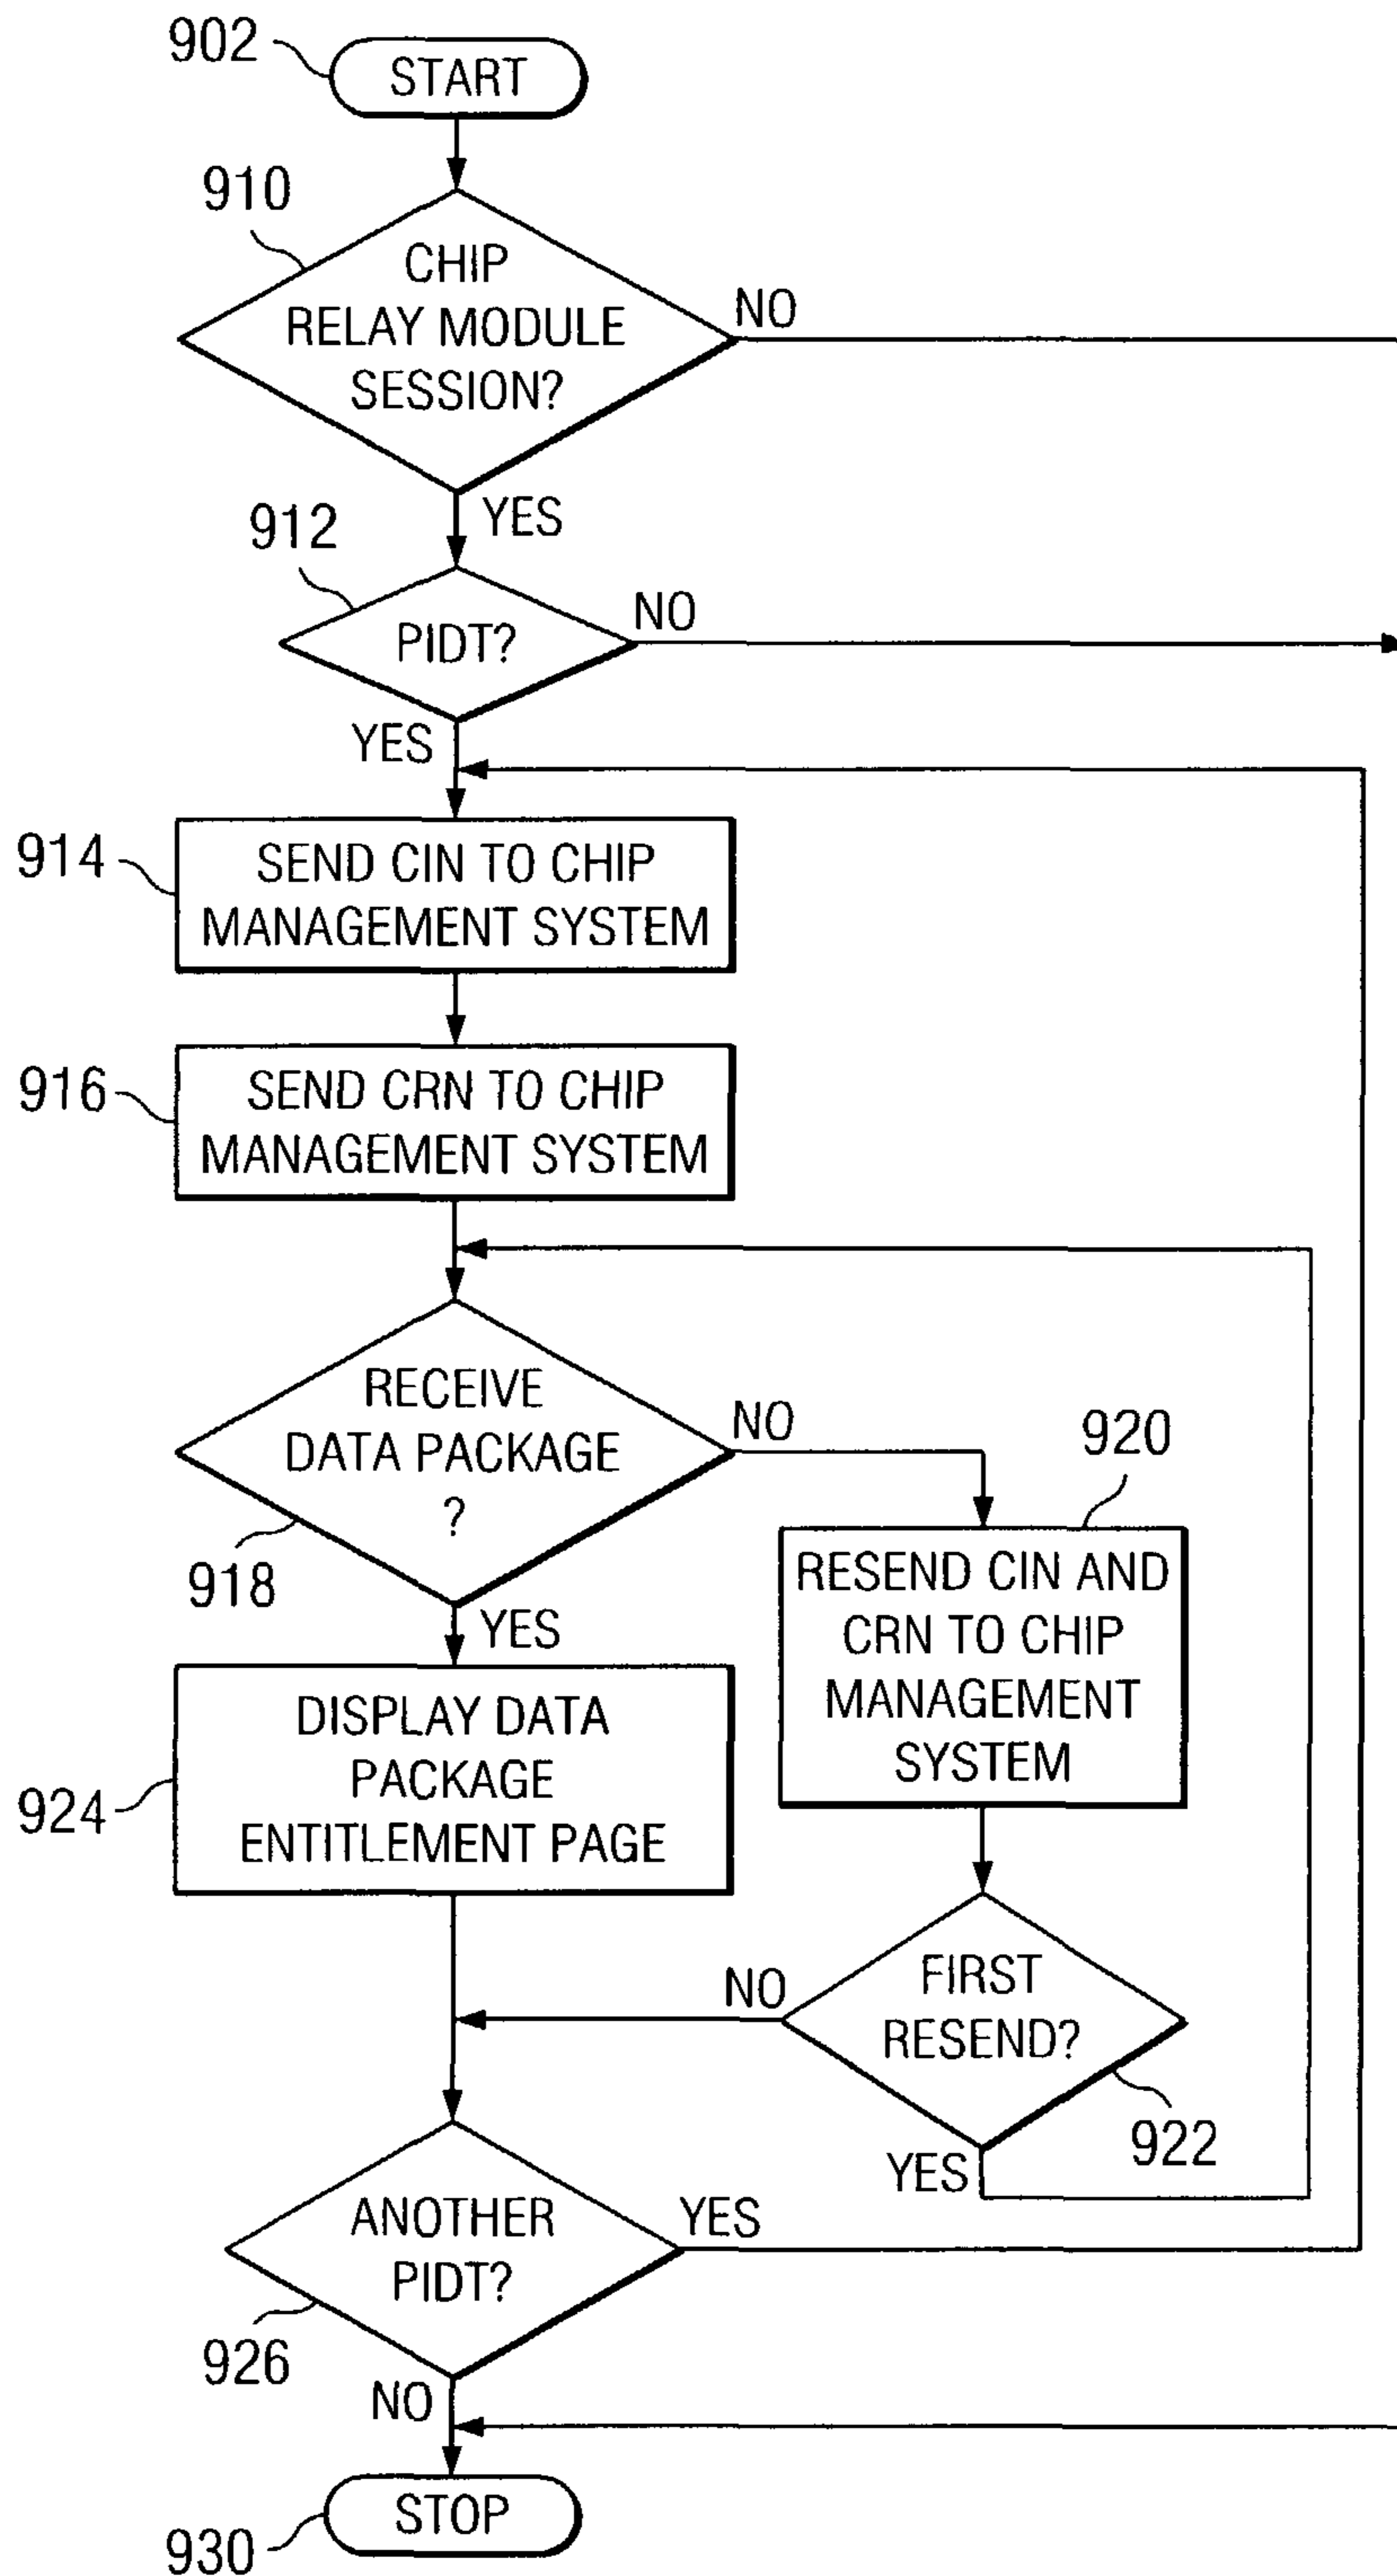 902
START
910
CHIP
RELAY MODULE
SESSION?
NO
YES
912
PIDT?
NO
YES
914
SEND CIN TO CHIP
MANAGEMENT SYSTEM
916
SEND CRN TO CHIP
MANAGEMENT SYSTEM
RECEIVE
DATA PACKAGE
?
NO
918
YES
920
RESEND CIN AND
CRN TO CHIP
MANAGEMENT
SYSTEM
924
DISPLAY DATA
PACKAGE
ENTITLEMENT PAGE
NO
FIRST
RESEND?
922
YES
ANOTHER
PIDT?
YES
926
NO
STOP
930